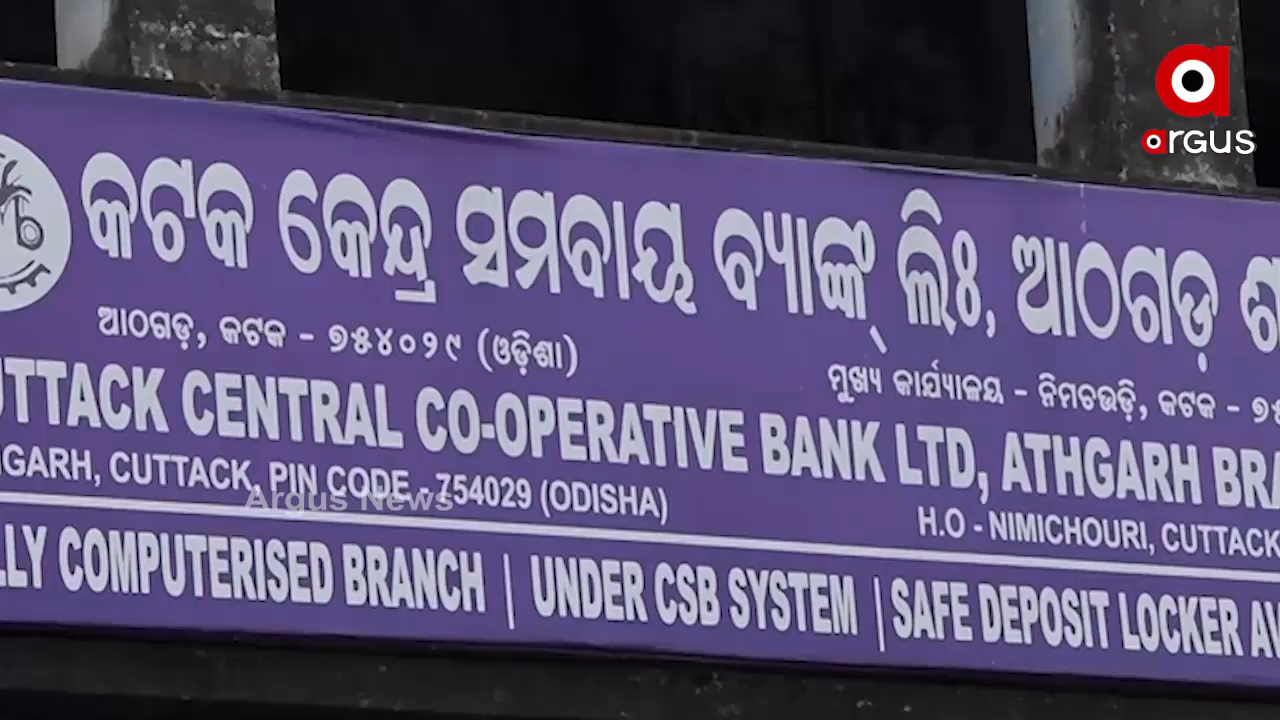 argus
କଟକ କେନ୍ଦ୍ର ସମବାୟ ବ୍ୟାଙ୍କ୍ ଲିଃ, ଆଠଗଡ଼
ଆଠଗଡ଼, କଟକ - ୭୫୪୦୨୯ (ଓଡ଼ିଶା)
ମୁଖ୍ୟ କାର୍ଯ୍ୟାଳୟ - ନିମଚଉଡ଼ି, କଟକ - ୭
UTTACK CENTRAL CO-OPERATIVE BANK LTD, ATHGARH BRA
GARH, CUTTACK, PIN CODE - 754029 (ODISHA)
H.O - NIMICHOURI, CUTTACK
Argus News
LLY COMPUTERISED BRANCH | UNDER CSB SYSTEM | SAFE DEPOSIT LOCKER AV